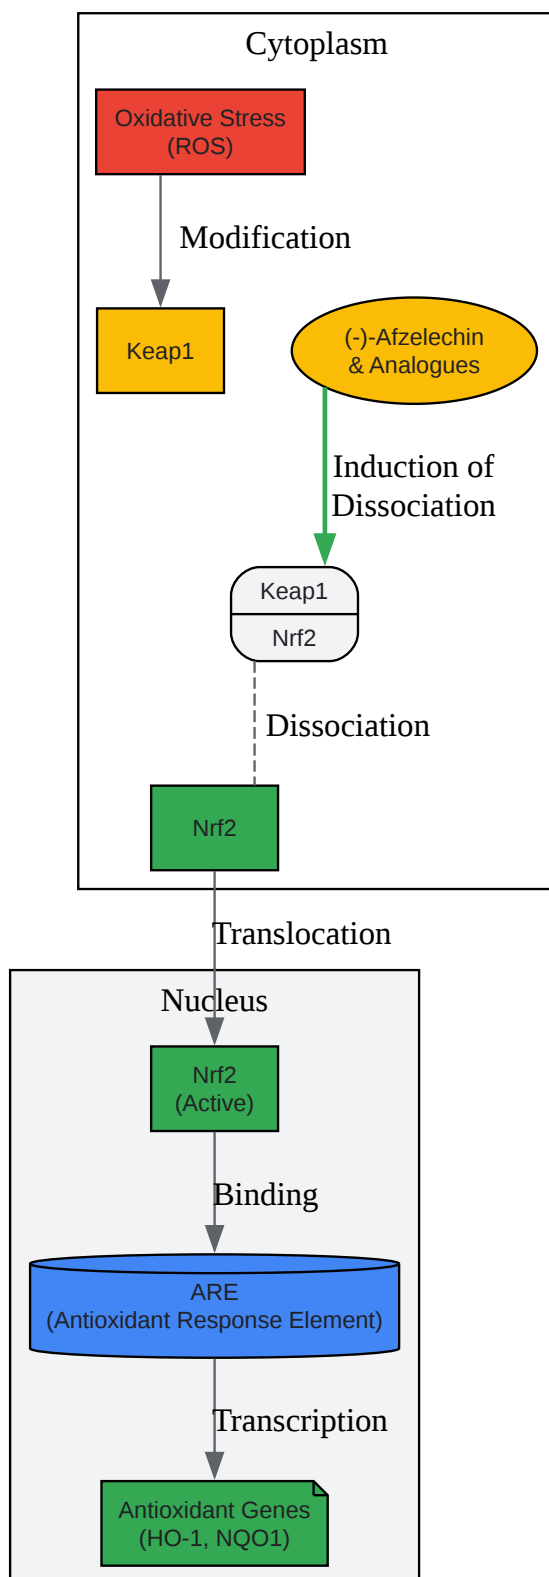 Cytoplasm
Oxidative Stress
(ROS)
Modification
Keap1
(-)-Afzelechin
& Analogues
Induction of
Dissociation
Keap1
Nrf2
Dissociation
Nrf2
Translocation
Nucleus
Nrf2
(Active)
Binding
ARE
(Antioxidant Response Element)
Transcription
Antioxidant Genes
(HO-1, NQO1)